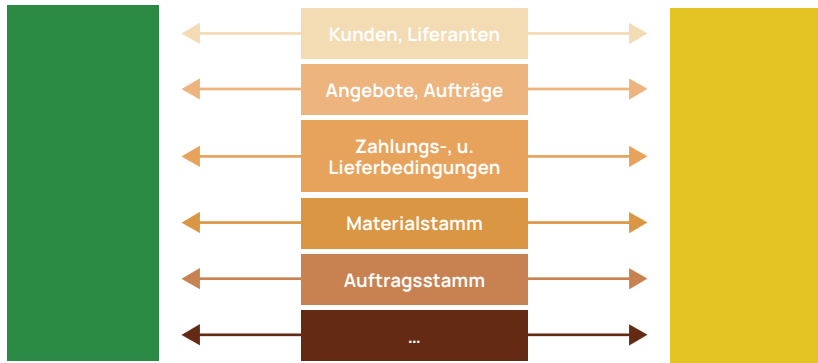 Kunden, Liferanten
Angebote, Aufträge
Zahlungs-, u.
Lieferbedingungen
Materialstamm
Auftragsstamm
...